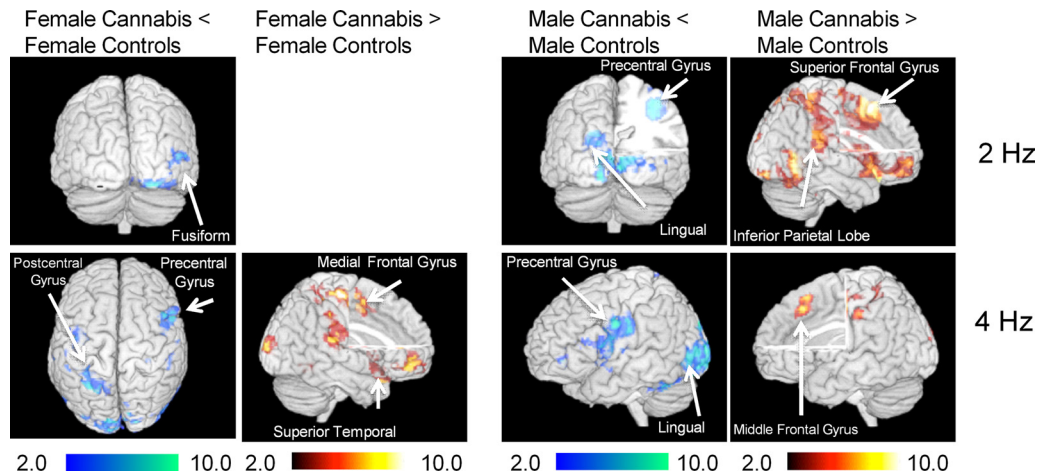 Female Cannabis <
Female Controls
Female Cannabis >
Female Controls
Male Cannabis <
Male Controls
Male Cannabis >
Male Controls
Fusiform
Precentral Gyrus
Lingual
Superior Frontal Gyrus
Inferior Parietal Lobe
2 Hz
Postcentral
Gyrus
Precentral
Gyrus
Medial Frontal Gyrus
Superior Temporal
Precentral Gyrus
Lingual
Middle Frontal Gyrus
4 Hz
2.0 10.0
2.0 10.0
2.0 10.0
2.0 10.0